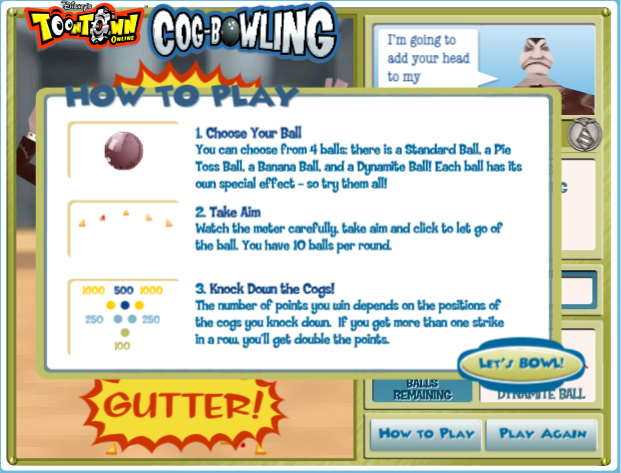 Disney's
TOONTOWN
ONLINE
COG-BOWLING
I'm going to
add your head
to my
HOW TO PLAY
1. Choose Your Ball
You can choose from 4 balls: there is a Standard Ball, a Pie
Toss Ball, a Banana Ball, and a Dynamite Ball! Each ball has its
own special effect - so try them all!
2. Take Aim
Watch the meter carefully, take aim and click to let go of
the ball. You have 10 balls per round.
3. Knock Down the Cogs!
The number of points you win depends on the positions of
the cogs you knock down. If you get more than one strike
in a row, you'll get double the points.
1000 500 1000
250 250
100
LET'S BOWL!
GUTTER!
BALLS
REMAINING
DYNAMITE BALL
HOW TO PLAY
PLAY AGAIN